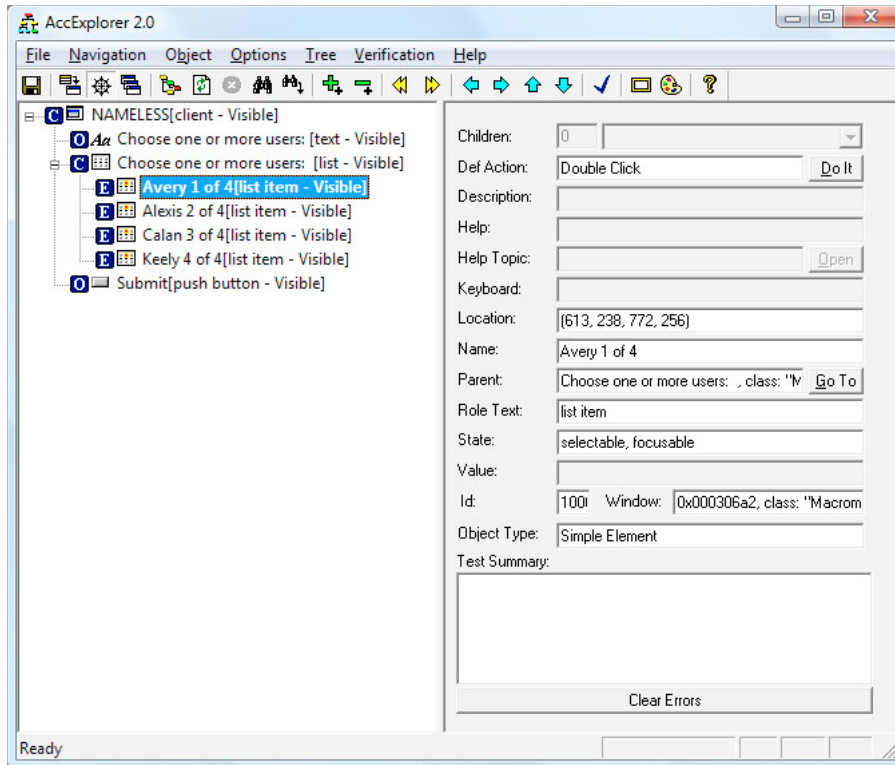 AccExplorer 2.0
File Navigation Object Options Tree Verification Help
NAMELESS[client - Visible]
Choose one or more users: [text - Visible]
Choose one or more users:  [list - Visible]
Avery 1 of 4[list item - Visible]
Alexis 2 of 4[list item - Visible]
Calan 3 of 4[list item - Visible]
Keely 4 of 4[list item - Visible]
Submit[push button - Visible]
Children: 0
Def Action: Double Click Do It
Description:
Help:
Help Topic: Open
Keyboard:
Location: (613, 238, 772, 256)
Name: Avery 1 of 4
Parent: Choose one or more users:  , class: "M Go To
Role Text: list item
State: selectable, focusable
Value:
Id: 100 Window: 0x000306a2, class: "Macrom
Object Type: Simple Element
Test Summary:
Clear Errors
Ready